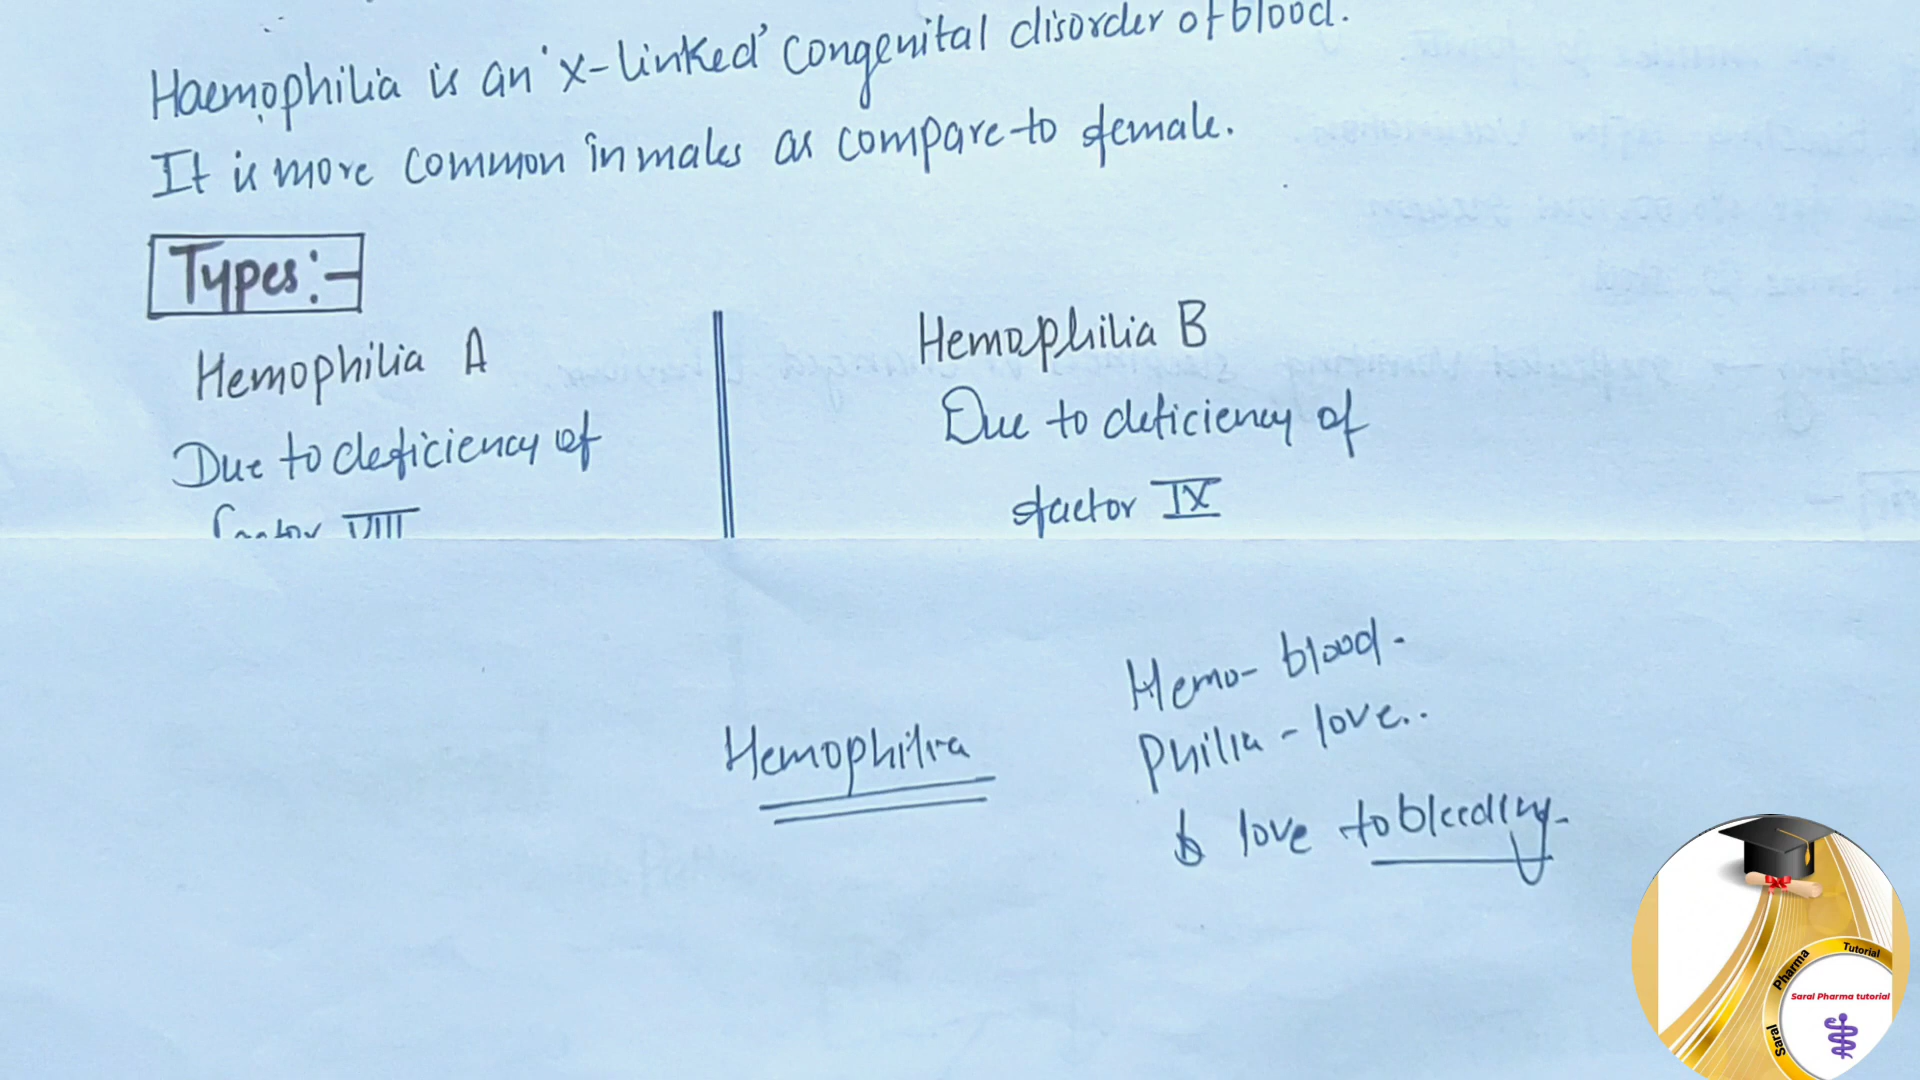 Haemophilia is an 'x-linked' congenital disorder of blood.
It is more common in males as compare to female.
Types:-
Hemophilia A
Due to deficiency of
factor VIII
Hemophilia B
Due to deficiency of
factor IX
Hemophilia
Hemo- blood.
Philia - love..
love to bleeding.
Saral Pharma Tutorial
Saral Pharma tutorial